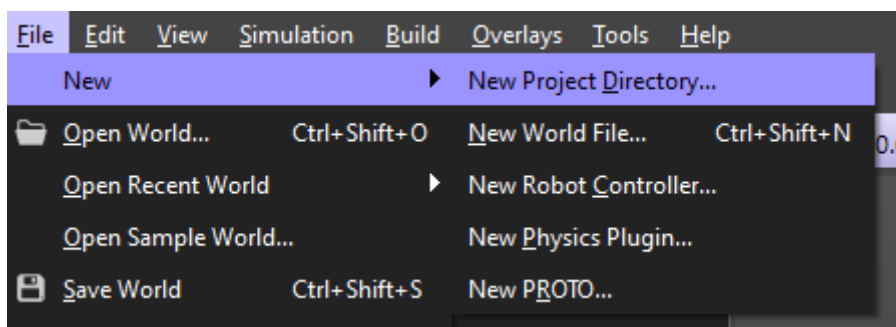 File Edit View Simulation Build Overlays Tools Help
New New Project Directory...
Open World... Ctrl+Shift+O New World File... Ctrl+Shift+N
Open Recent World New Robot Controller...
Open Sample World... New Physics Plugin...
Save World Ctrl+Shift+S New PROTO...